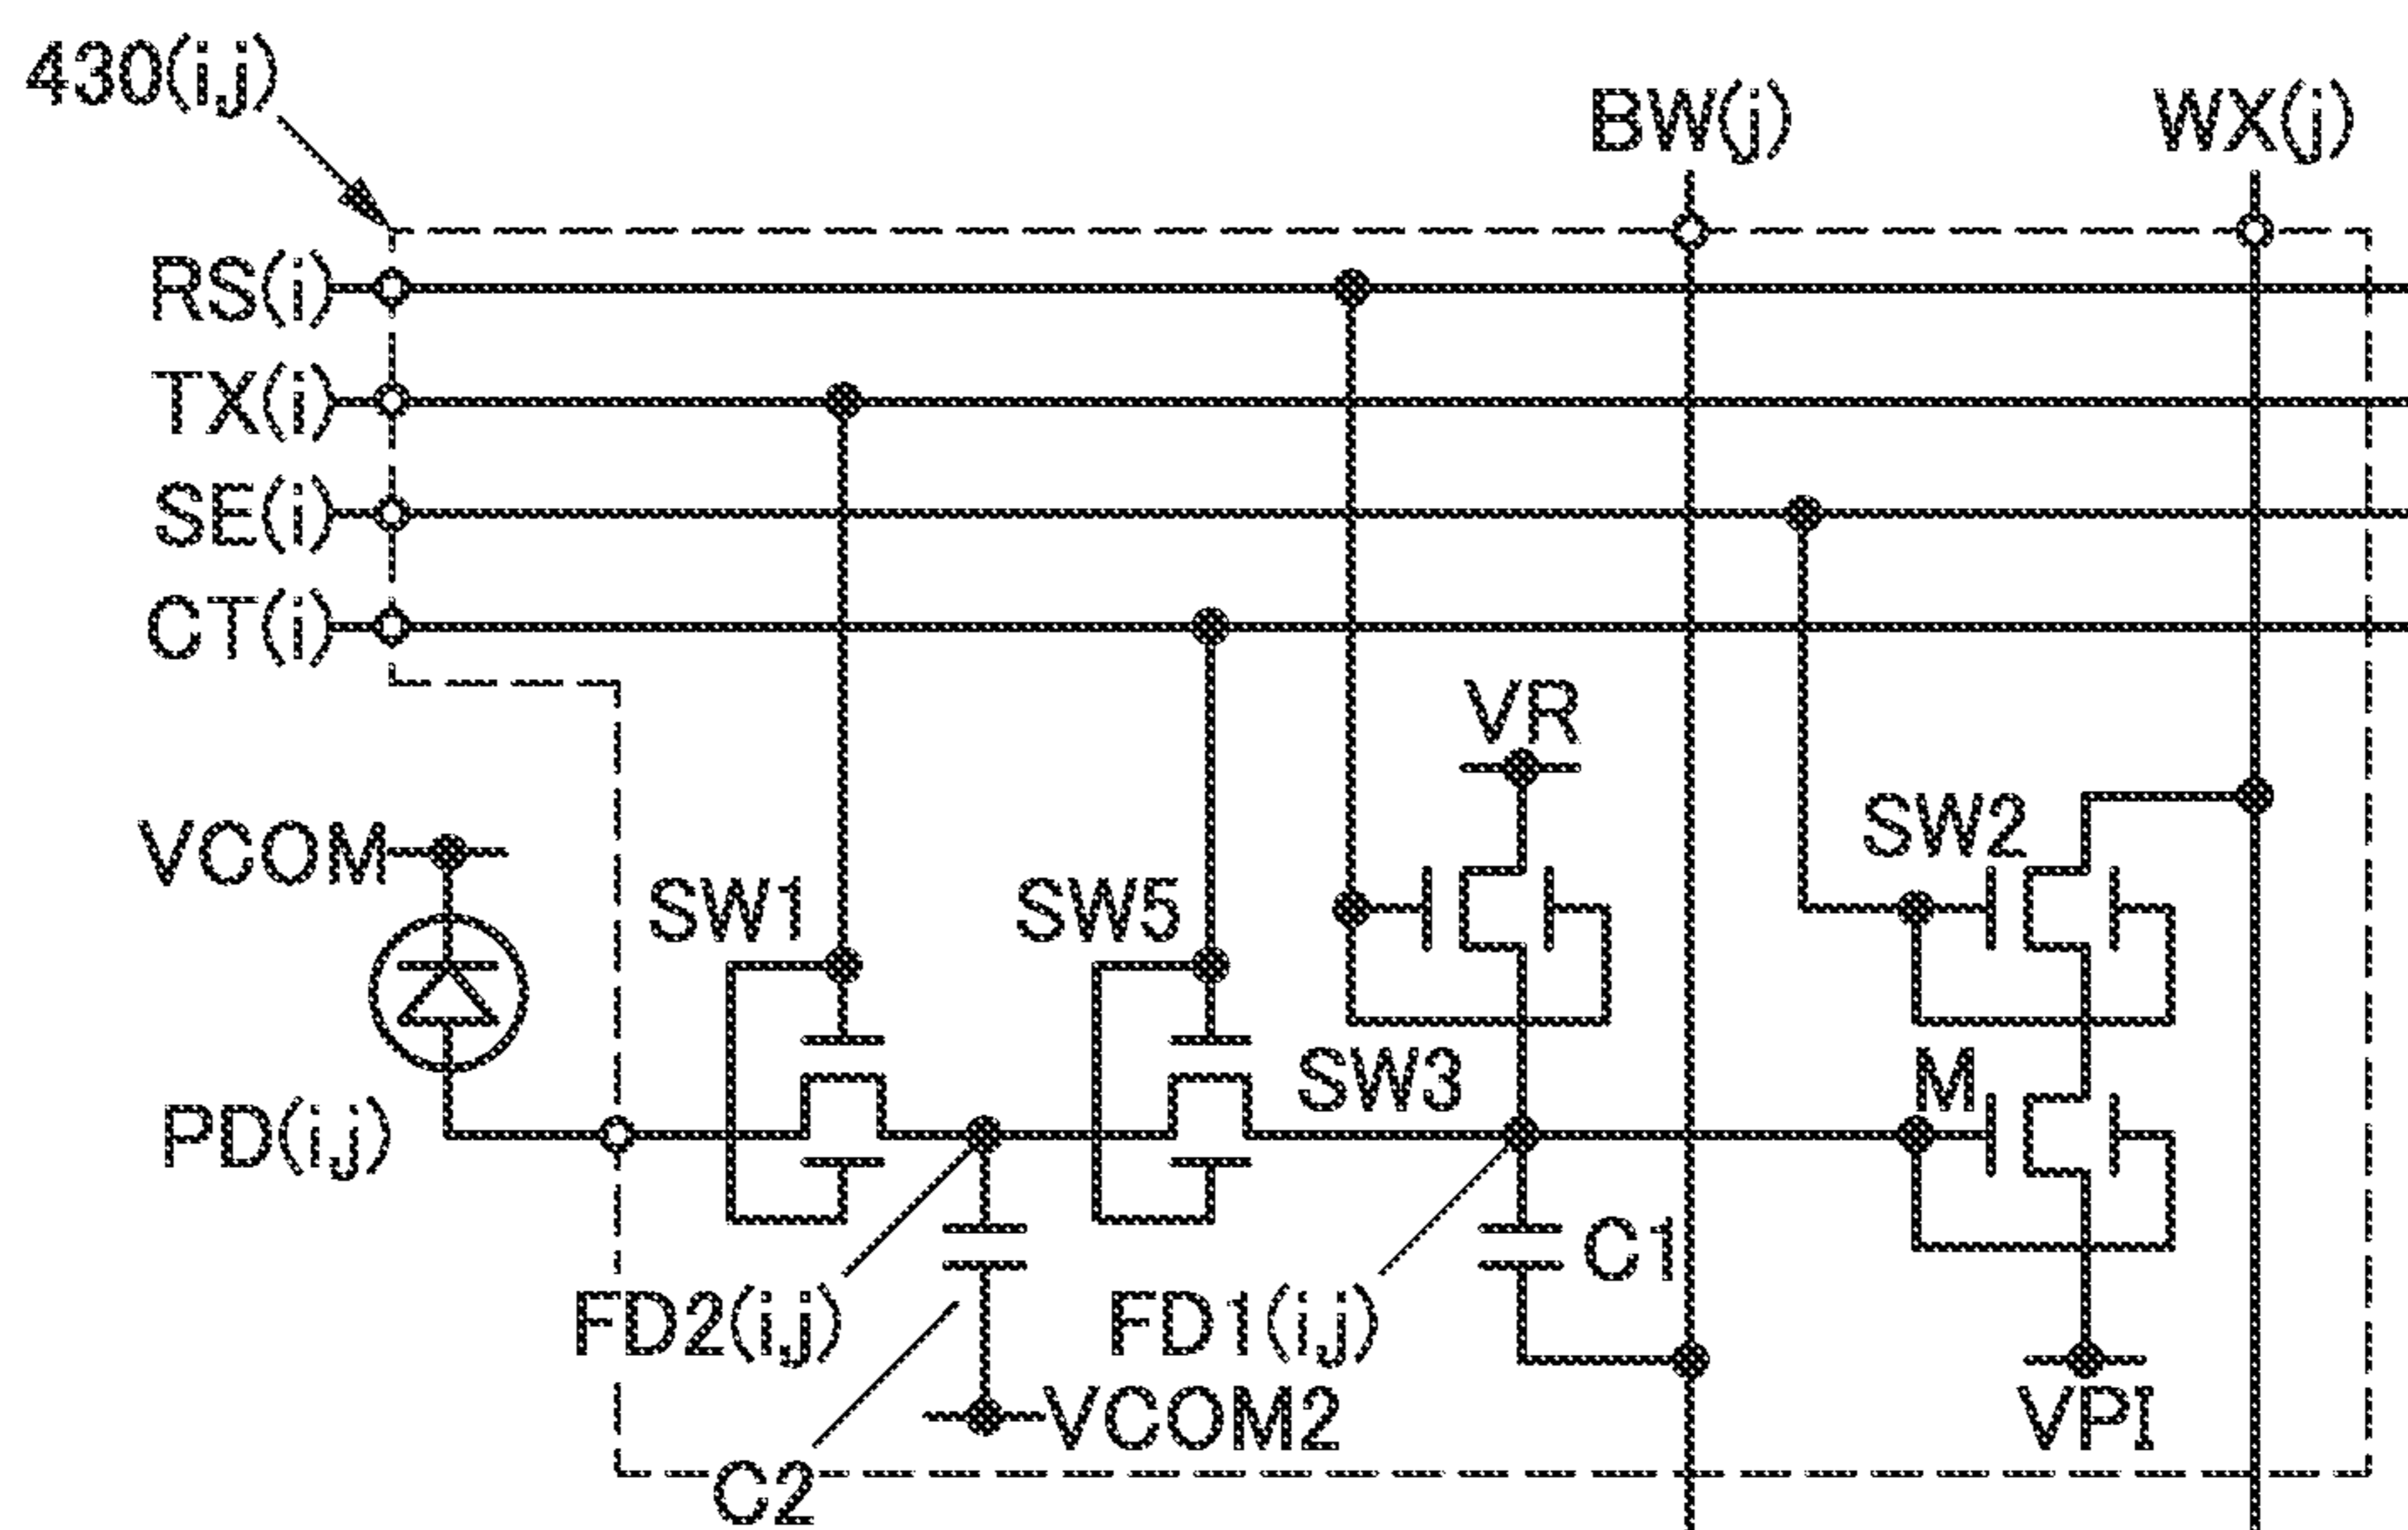 430(i,j)
BW(j)
WX(j)
RS(i)
TX(i)
SE(i)
CT(i)
VR
VCOM
SW2
SW1
SW5
SW3
M
PD(i,j)
C1
FD2(i,j)
FD1(i,j)
VCOM2
VPI
C2